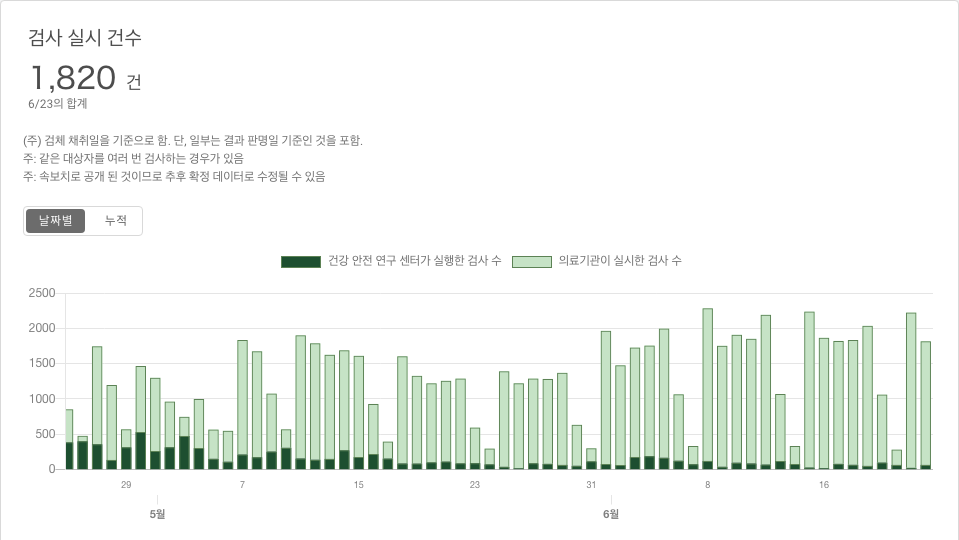 검사 실시 건수
1,820 건
6/23의 합계
(주) 검체 채취일을 기준으로 함. 단, 일부는 결과 판명일 기준인 것을 포함.
주: 같은 대상자를 여러 번 검사하는 경우가 있음
주: 속보치로 공개 된 것이므로 추후 확정 데이터로 수정될 수 있음
날짜별 누적
건강 안전 연구 센터가 실행한 검사 수 의료기관이 실시한 검사 수
2500
2000
1500
1000
500
0
29 7 15 23 31 8 16
5월 6월